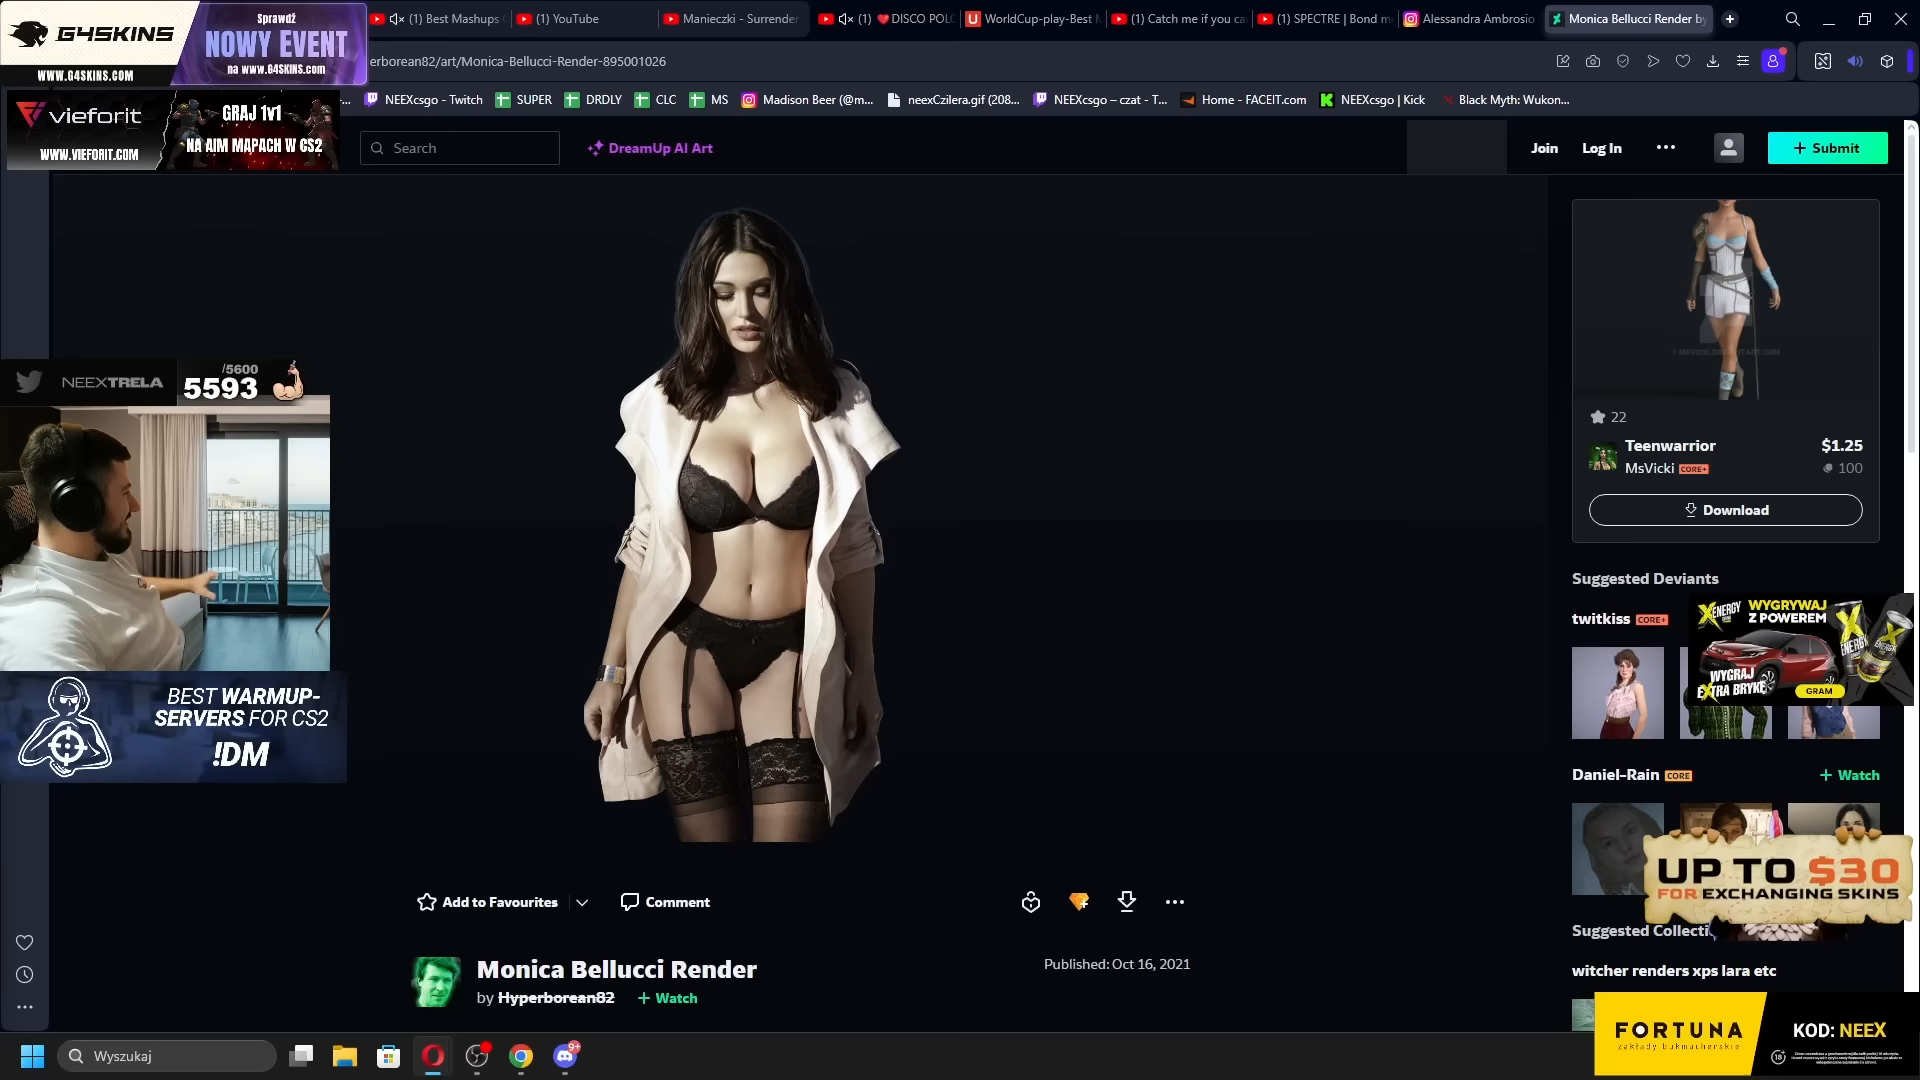 G4SKINS
WWW.G4SKINS.COM
Sprawdź
NOWY EVENT
na www.G4SKINS.com
(1) Best Mashups
(1) YouTube
Manieczki - Surrender
(1) ❤️DISCO POLO
WorldCup-play-Best
(1) Catch me if you ca
(1) SPECTRE | Bond m
Alessandra Ambrosio
Monica Bellucci Render by
erborean82/art/Monica-Bellucci-Render-895001026
NEEXcsgo - Twitch
SUPER
DRDLY
CLC
MS
Madison Beer (@m...
neexCzilera.gif (208...
NEEXcsgo – czat - T...
Home - FACEIT.com
NEEXcsgo | Kick
Black Myth: Wukon...
vieforit
WWW.VIEFORIT.COM
GRAJ 1v1
NA AIM MAPACH W CS2
Search
DreamUp AI Art
Join
Log In
+ Submit
22
Teenwarrior
$1.25
MsVicki CORE+
100
Download
Suggested Deviants
twitkiss CORE+
X ENERGY
WYGRYWAJ
Z POWEREM
WYGRAJ
EXTRA BRYKĘ
GRAM
Daniel-Rain CORE
+ Watch
UP TO $30
FOR EXCHANGING SKINS
Suggested Collecti
witcher renders xps lara etc
NEEXTRELA
/5600
5593
BEST WARMUP-
SERVERS FOR CS2
!DM
Add to Favourites
Comment
Monica Bellucci Render
by Hyperborean82
+ Watch
Published: Oct 16, 2021
FORTUNA
zakłady bukmacherskie
KOD: NEEX
18+
Wyszukaj
9+